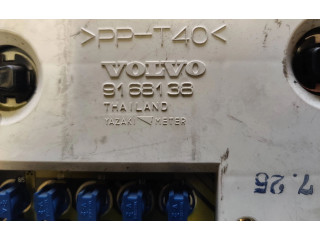 >PP-T40<
VOLVO
9168138
THAILAND
YAZAKI METER
7.25